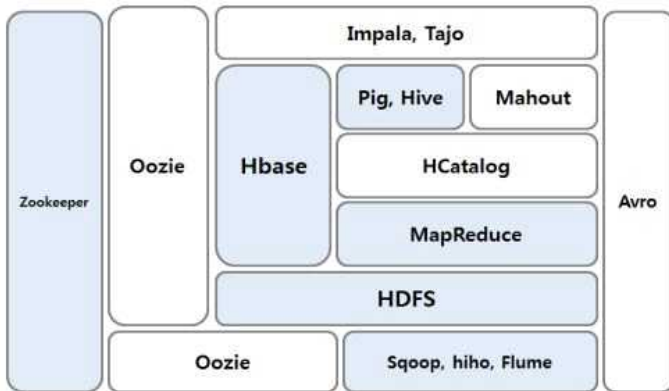 Impala, Tajo
Pig, Hive
Mahout
Oozie
Hbase
HCatalog
Zookeeper
Avro
MapReduce
HDFS
Oozie
Sqoop, hiho, Flume